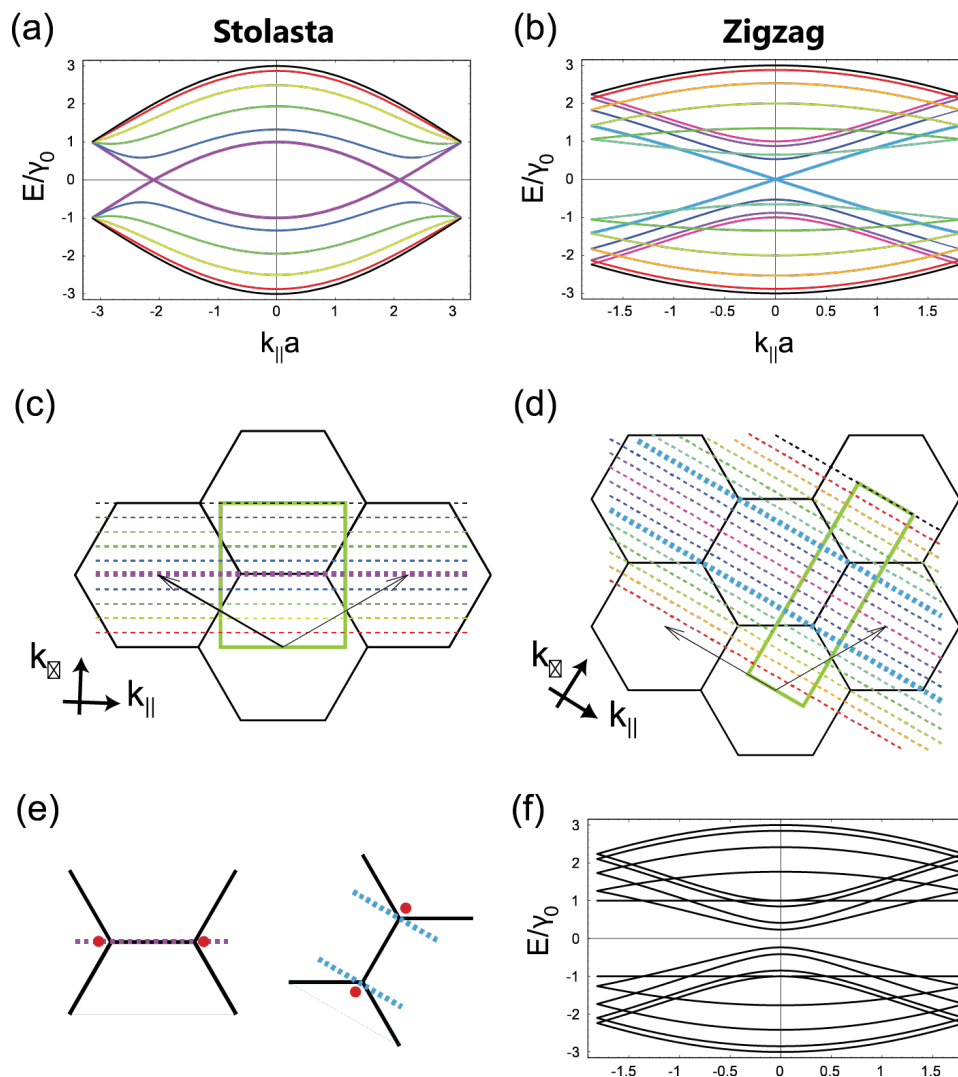 (a) Stolasta
(b) Zigzag
3
2
1
0
-1
-2
-3
E/γ0
-3 -2 -1 0 1 2 3
k||a
3
2
1
0
-1
-2
-3
E/γ0
-1.5 -1 -0.5 0 0.5 1 1.5
k||a
(c)
k☒
k||
(d)
k☒
k||
(e)
(f)
3
2
1
0
-1
-2
-3
E/γ0
-1.5 -1 -0.5 0 0.5 1 1.5